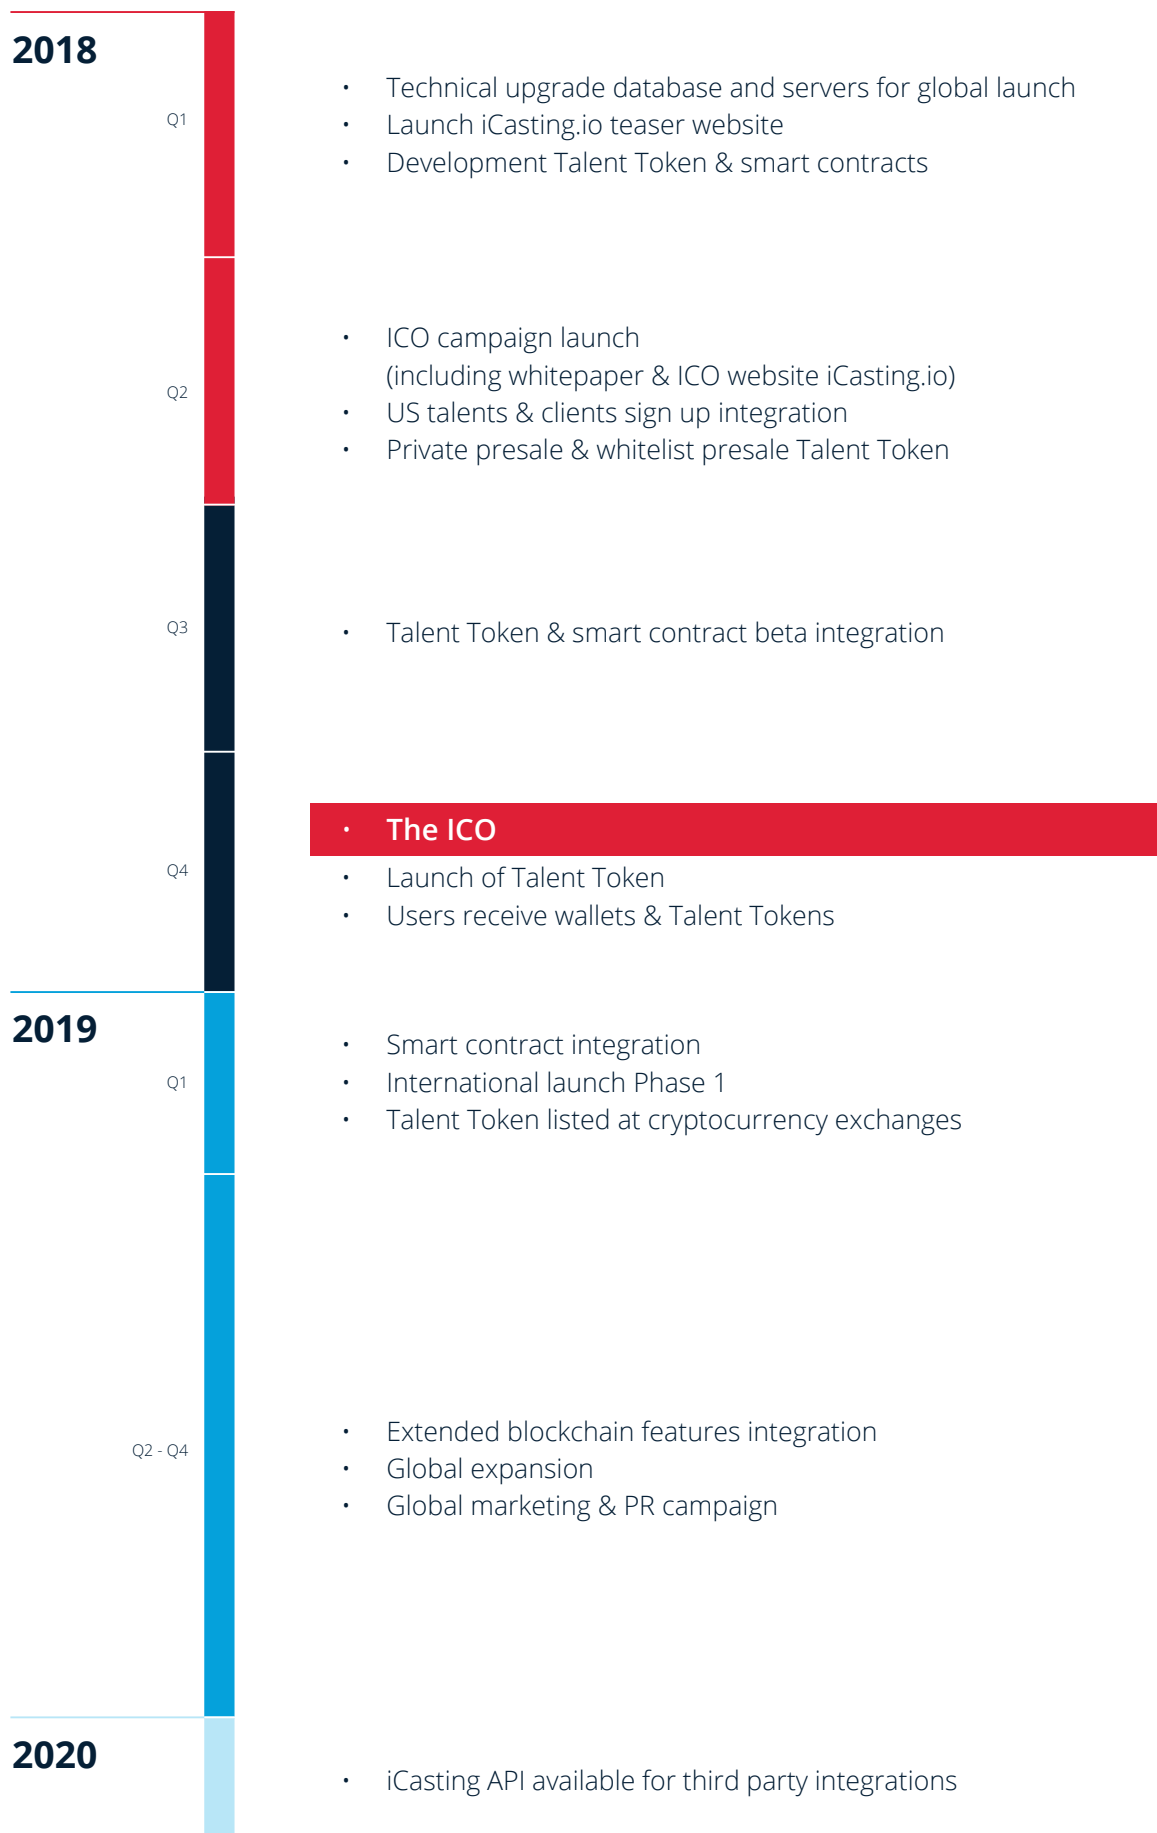 2018
Q1
• Technical upgrade database and servers for global launch
• Launch iCasting.io teaser website
• Development Talent Token & smart contracts
Q2
• ICO campaign launch
(including whitepaper & ICO website iCasting.io)
• US talents & clients sign up integration
• Private presale & whitelist presale Talent Token
Q3
• Talent Token & smart contract beta integration
Q4
• The ICO
• Launch of Talent Token
• Users receive wallets & Talent Tokens
2019
Q1
• Smart contract integration
• International launch Phase 1
• Talent Token listed at cryptocurrency exchanges
Q2 - Q4
• Extended blockchain features integration
• Global expansion
• Global marketing & PR campaign
2020
• iCasting API available for third party integrations